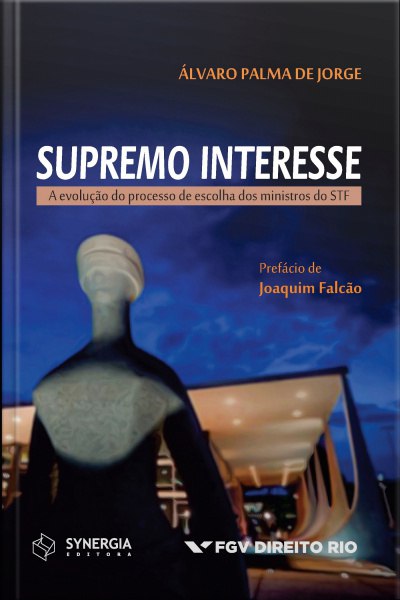 ÁLVARO PALMA DE JORGE
SUPREMO INTERESSE
A evolução do processo de escolha dos ministros do STF
Prefácio de
Joaquim Falcão
SYNERGIA
EDITORA
FGV DIREITO RIO